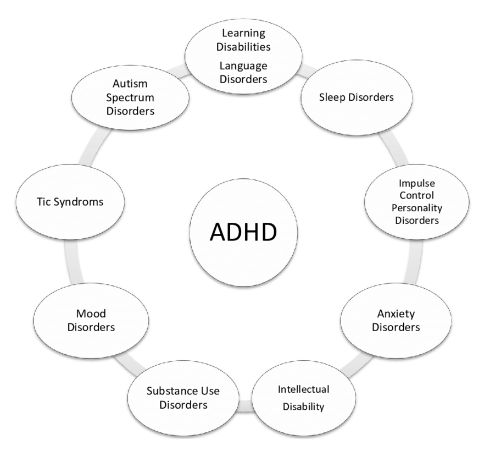 Learning
Disabilities
Language
Disorders
Sleep Disorders
Impulse
Control
Personality
Disorders
Anxiety
Disorders
Intellectual
Disability
Substance Use
Disorders
Mood
Disorders
Tic Syndroms
Autism
Spectrum
Disorders
ADHD